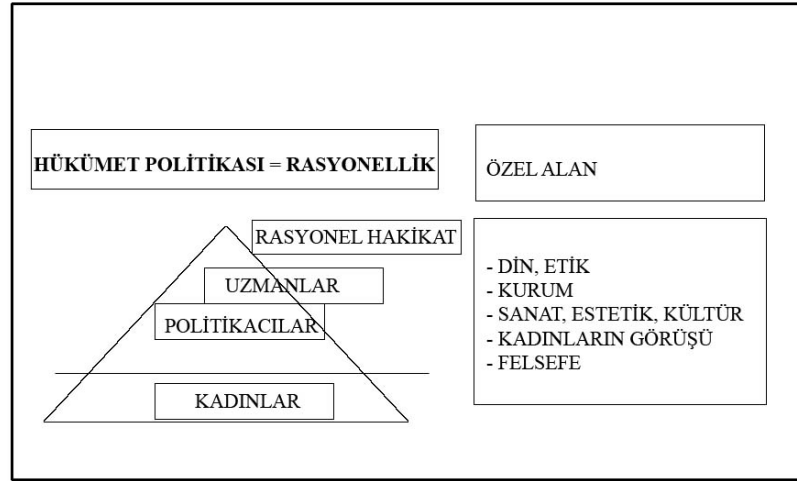 HÜKÜMET POLİTİKASI = RASYONELLİK
RASYONEL HAKİKAT
UZMANLAR
POLİTİKACILAR
KADINLAR
ÖZEL ALAN
- DİN, ETİK
- KURUM
- SANAT, ESTETİK, KÜLTÜR
- KADINLARIN GÖRÜŞÜ
- FELSEFE